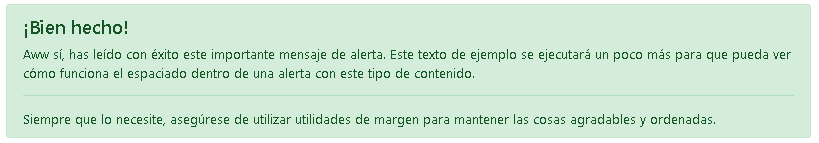 ¡Bien hecho!
Aww sí, has leído con éxito este importante mensaje de alerta. Este texto de ejemplo se ejecutará un poco más para que pueda ver
cómo funciona el espaciado dentro de una alerta con este tipo de contenido.
Siempre que lo necesite, asegúrese de utilizar utilidades de margen para mantener las cosas agradables y ordenadas.